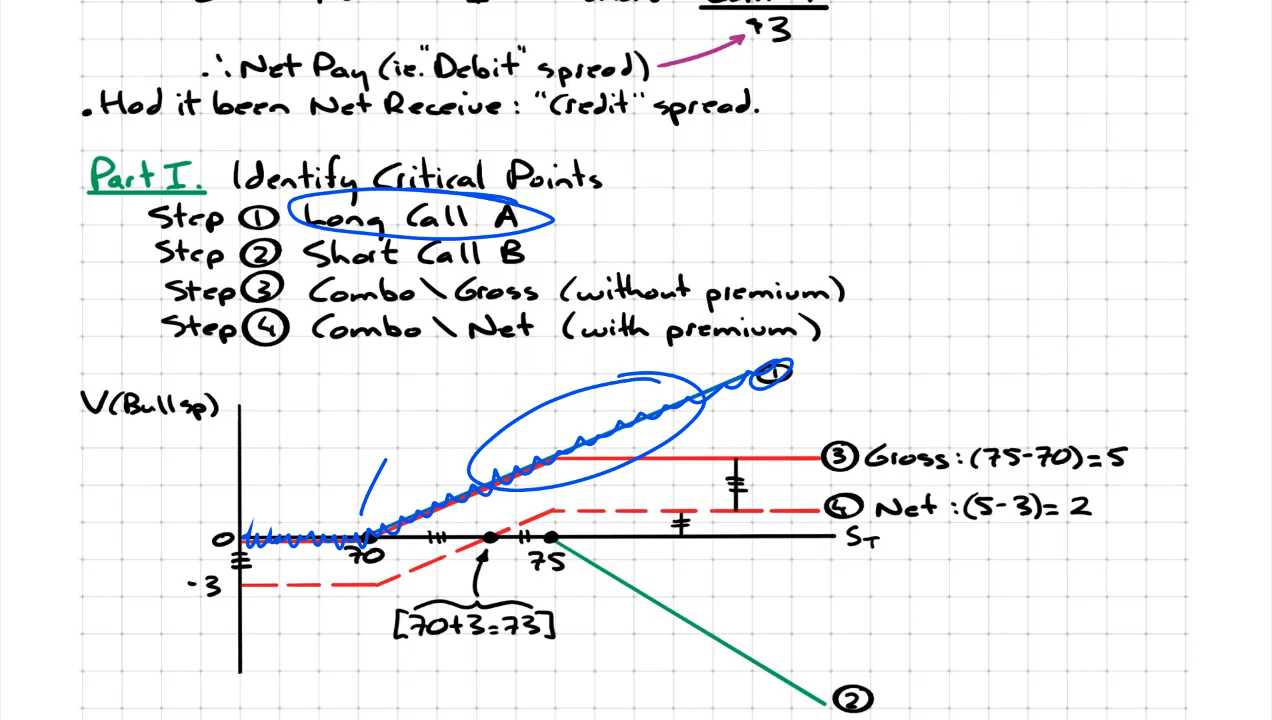 +3
∴ Net Pay (ie. "Debit" spread)
. Had it been Net Receive : "Credit" spread.
Part I. Identify Critical Points
Step ① Long Call A
Step ② Short Call B
Step ③ Combo \ Gross (without premium)
Step ④ Combo \ Net (with premium)
①
V(Bullsp)
③ Gross : (75-70) = 5
④ Net : (5-3) = 2
0
70
75
S_T
-3
[70+3=73]
②